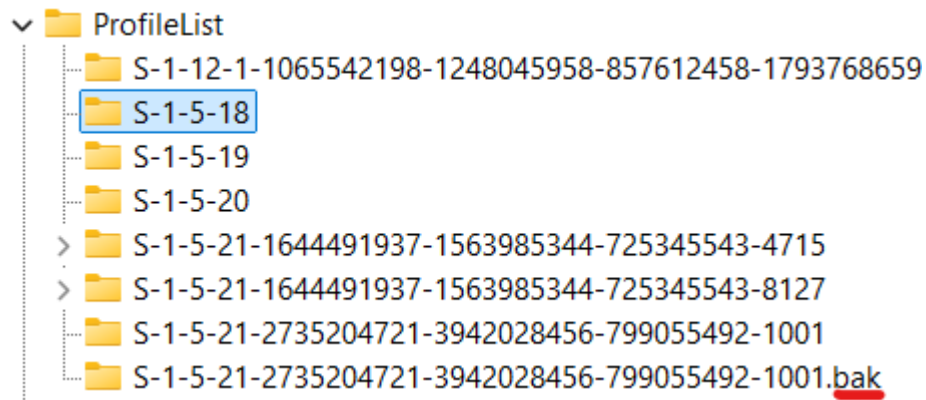 ProfileList
S-1-12-1-1065542198-1248045958-857612458-1793768659
S-1-5-18
S-1-5-19
S-1-5-20
S-1-5-21-1644491937-1563985344-725345543-4715
S-1-5-21-1644491937-1563985344-725345543-8127
S-1-5-21-2735204721-3942028456-799055492-1001
S-1-5-21-2735204721-3942028456-799055492-1001.bak